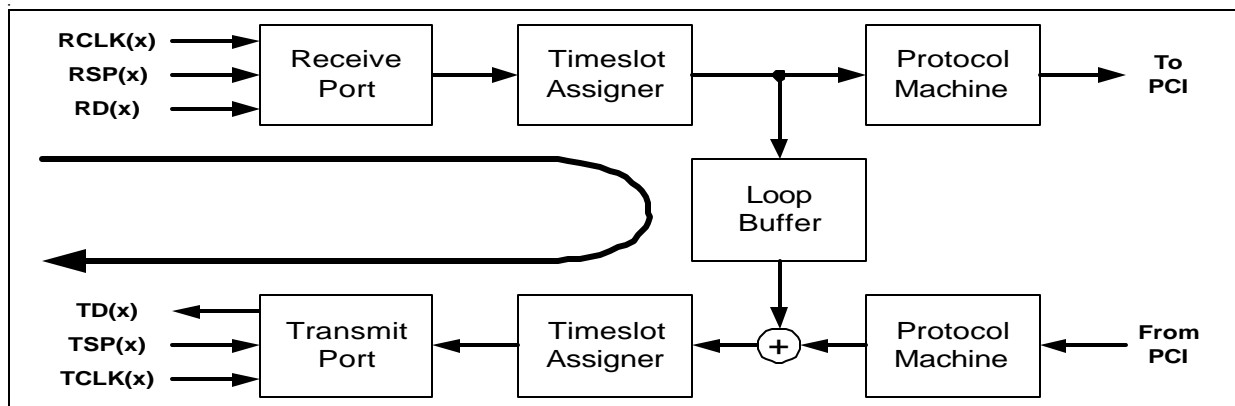 RCLK(x)
RSP(x)
RD(x)
Receive
Port
Timeslot
Assigner
Protocol
Machine
To
PCI
Loop
Buffer
TD(x)
TSP(x)
TCLK(x)
Transmit
Port
Timeslot
Assigner
+
Protocol
Machine
From
PCI